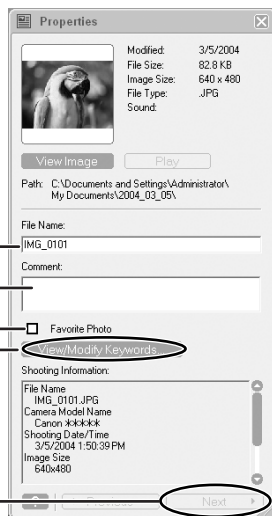 Properties
Modified: 3/5/2004
File Size: 82.8 KB
Image Size: 640 x 480
File Type: .JPG
Sound:
View Image Play
Path: C:\Documents and Settings\Administrator\
My Documents\2004_03_05\
File Name:
IMG_0101
Comment:
Favorite Photo
View/Modify Keywords...
Shooting Information:
File Name
IMG_0101.JPG
Camera Model Name
Canon *****
Shooting Date/Time
3/5/2004 1:50:39 PM
Image Size
640x480
? Previous Next